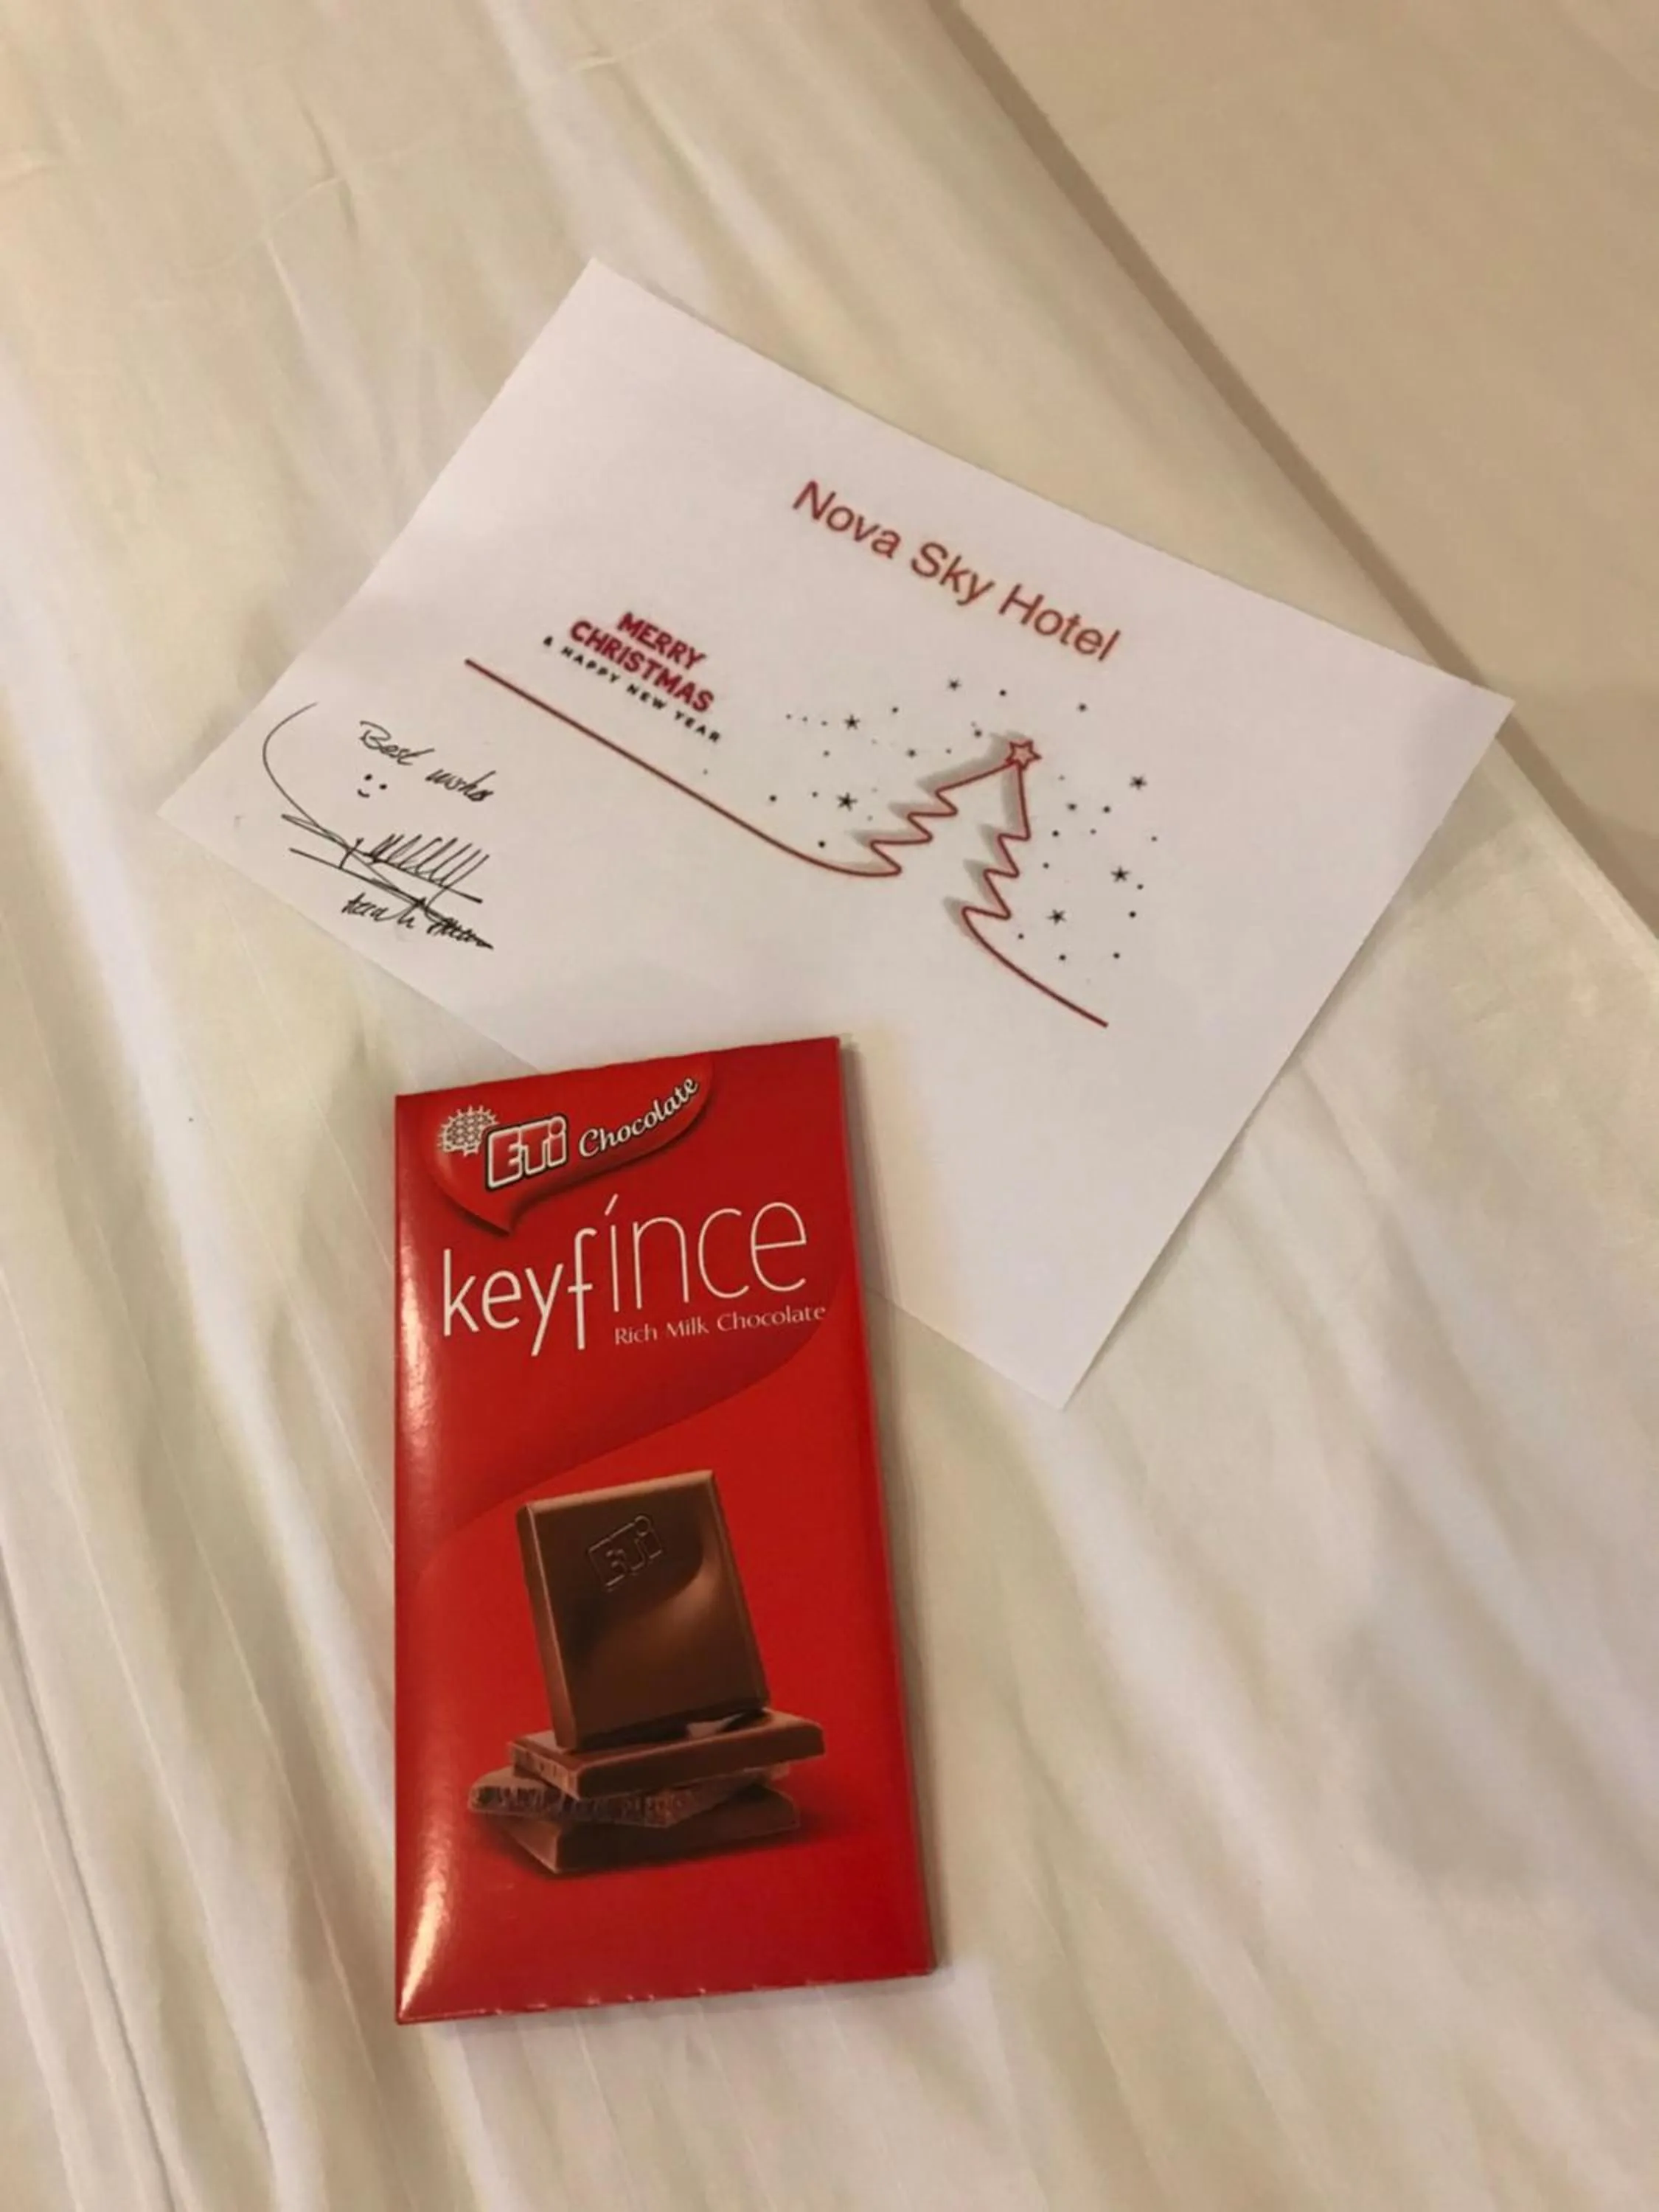 Nova Sky Hotel
MERRY
CHRISTMAS
& HAPPY NEW YEAR
Best wishes
ETi Chocolate
keyfince
Rich Milk Chocolate
ETi